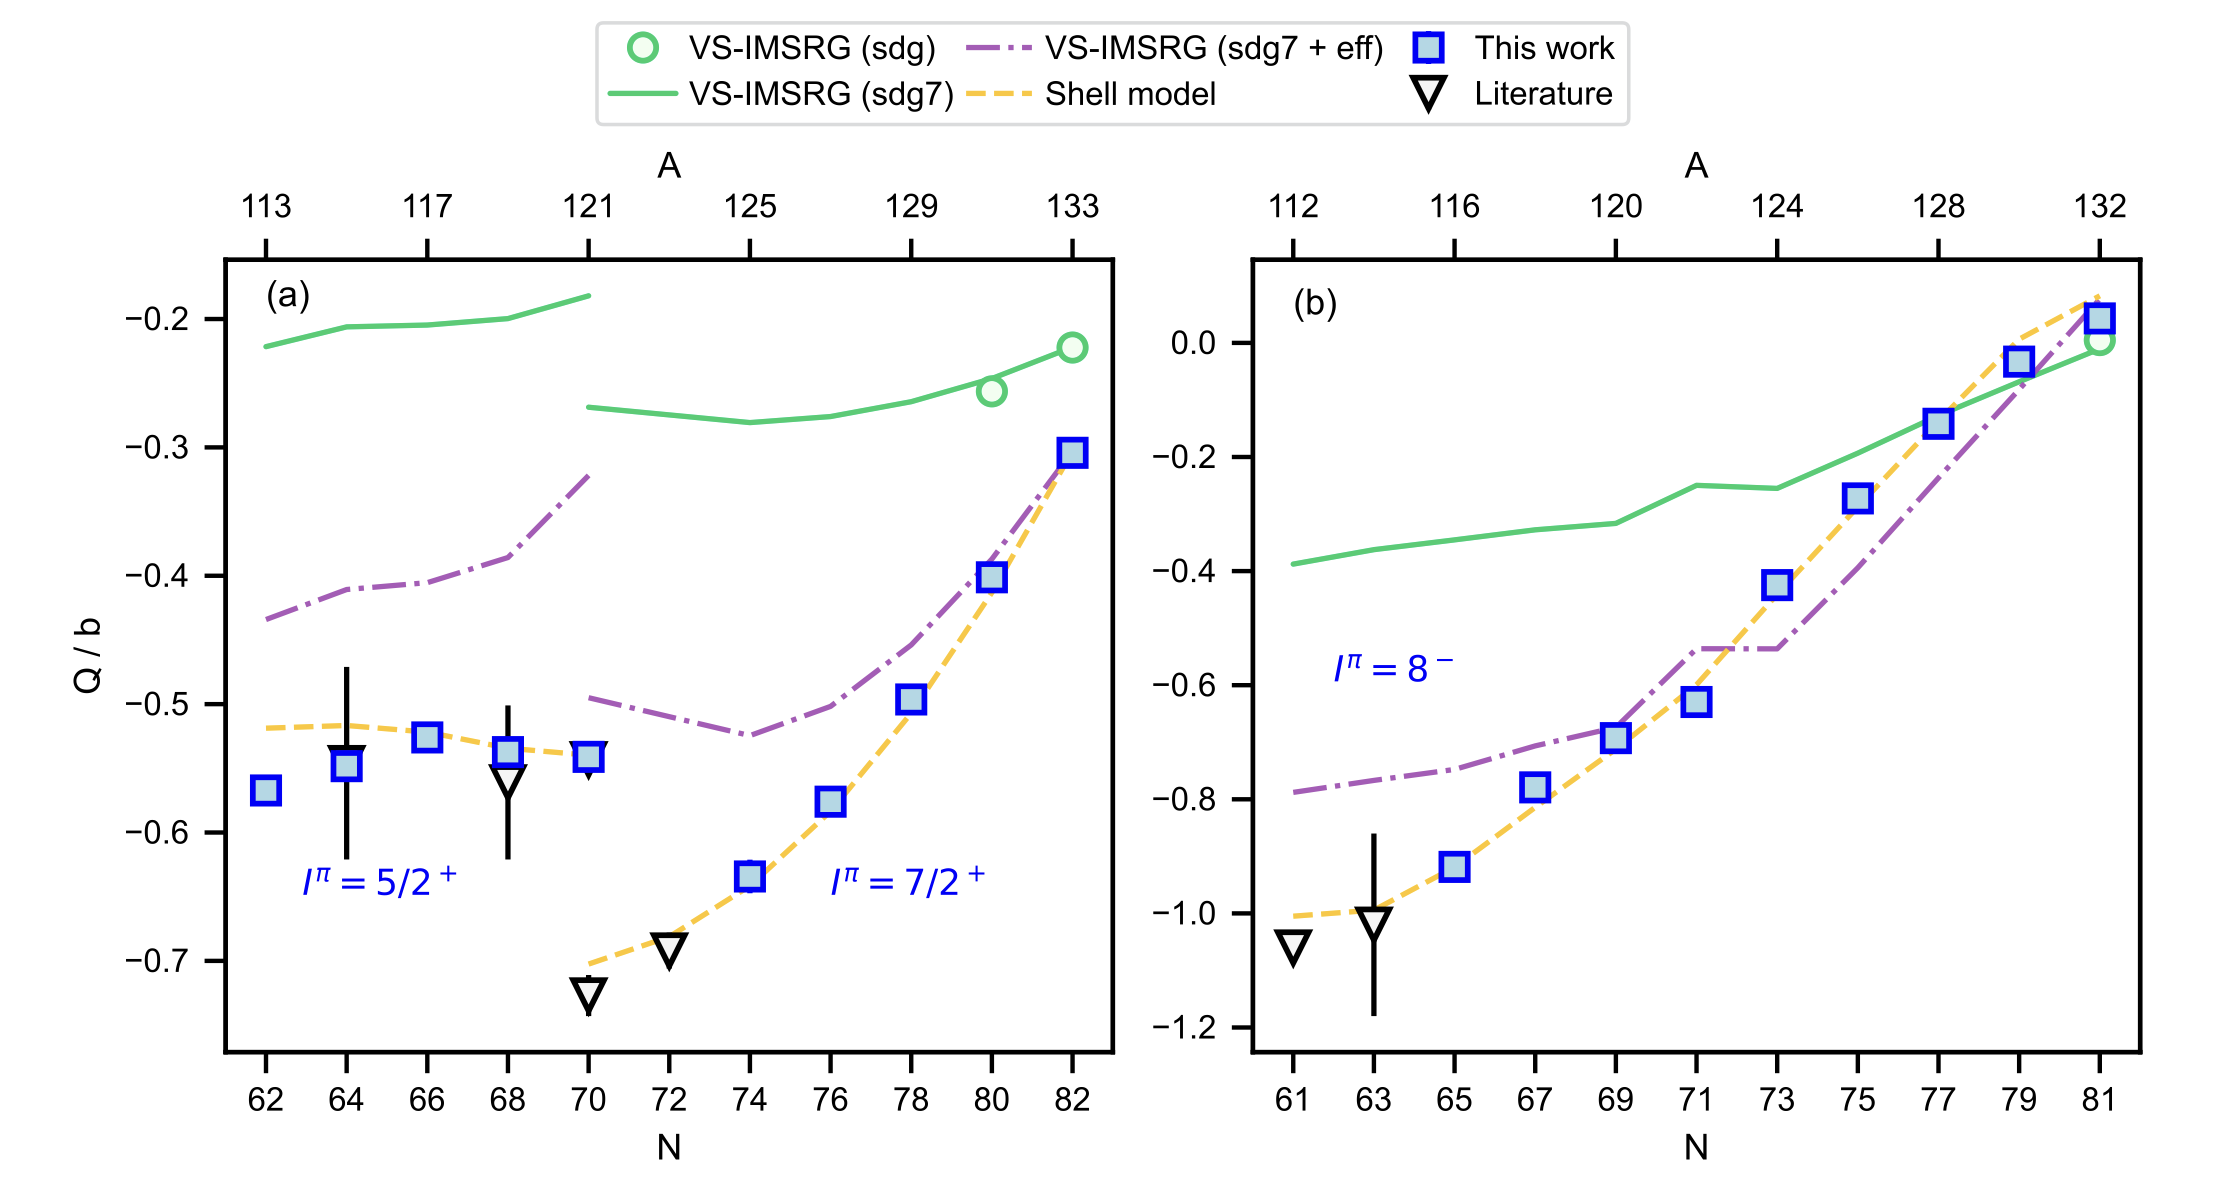 VS-IMSRG (sdg) VS-IMSRG (sdg7 + eff) This work
VS-IMSRG (sdg7) Shell model Literature
A A
113 117 121 125 129 133 112 116 120 124 128 132
(a)
−0.2
−0.3
−0.4
−0.5
−0.6
−0.7
Q / b
I^π = 5/2⁺ I^π = 7/2⁺
62 64 66 68 70 72 74 76 78 80 82
N
(b)
0.0
−0.2
−0.4
−0.6
−0.8
−1.0
−1.2
I^π = 8⁻
61 63 65 67 69 71 73 75 77 79 81
N